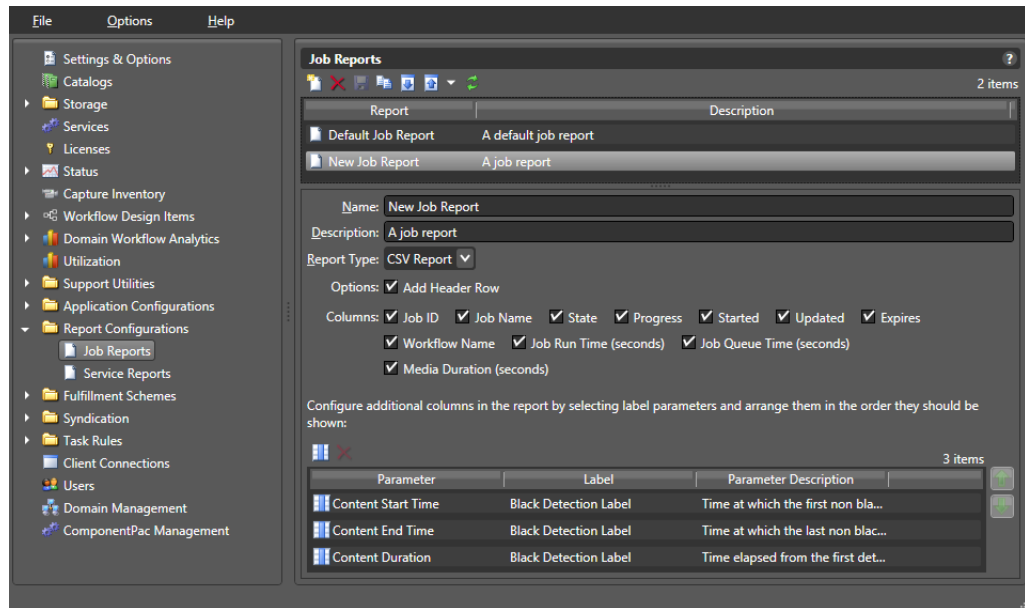 File Options Help
Settings & Options
Catalogs
Storage
Services
Licenses
Status
Capture Inventory
Workflow Design Items
Domain Workflow Analytics
Utilization
Support Utilities
Application Configurations
Report Configurations
Job Reports
Service Reports
Fulfillment Schemes
Syndication
Task Rules
Client Connections
Users
Domain Management
ComponentPac Management
Job Reports ?
2 items
Report Description
Default Job Report A default job report
New Job Report A job report
Name: New Job Report
Description: A job report
Report Type: CSV Report
Options: Add Header Row
Columns: Job ID Job Name State Progress Started Updated Expires
Workflow Name Job Run Time (seconds) Job Queue Time (seconds)
Media Duration (seconds)
Configure additional columns in the report by selecting label parameters and arrange them in the order they should be
shown:
3 items
Parameter Label Parameter Description
Content Start Time Black Detection Label Time at which the first non bla...
Content End Time Black Detection Label Time at which the last non blac...
Content Duration Black Detection Label Time elapsed from the first det...